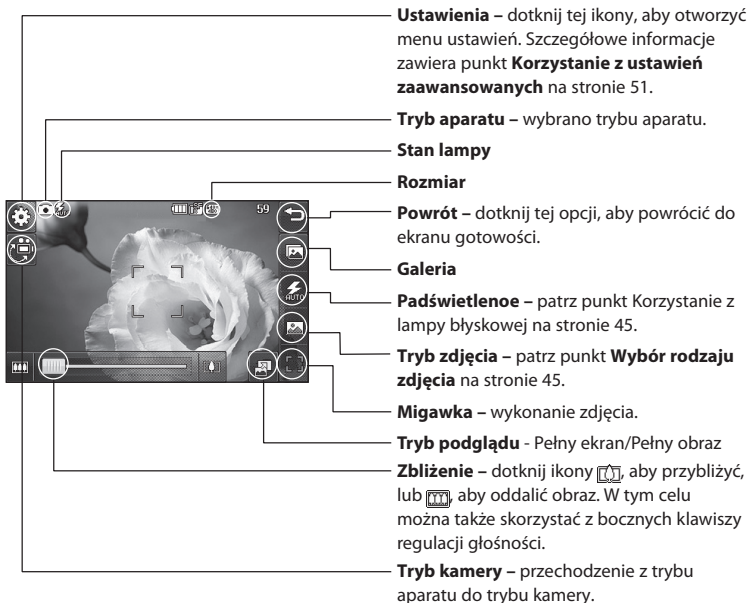 Ustawienia – dotknij tej ikony, aby otworzyć
menu ustawień. Szczegółowe informacje
zawiera punkt Korzystanie z ustawień
zaawansowanych na stronie 51.
Tryb aparatu – wybrano trybu aparatu.
Stan lampy
Rozmiar
Powrót – dotknij tej opcji, aby powrócić do
ekranu gotowości.
Galeria
Padświetlenoe – patrz punkt Korzystanie z
lampy błyskowej na stronie 45.
Tryb zdjęcia – patrz punkt Wybór rodzaju
zdjęcia na stronie 45.
Migawka – wykonanie zdjęcia.
Tryb podglądu - Pełny ekran/Pełny obraz
Zbliżenie – dotknij ikony , aby przybliżyć,
lub , aby oddalić obraz. W tym celu
można także skorzystać z bocznych klawiszy
regulacji głośności.
Tryb kamery – przechodzenie z trybu
aparatu do trybu kamery.
59
AUTO